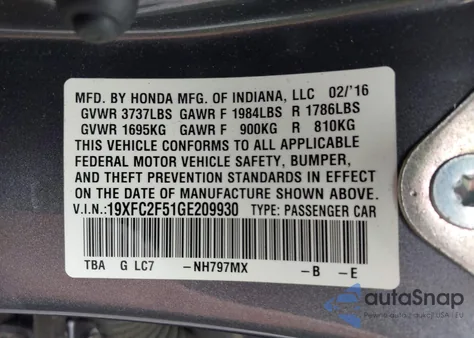 MFD. BY HONDA MFG. OF INDIANA, LLC 02/'16
GVWR 3737LBS GAWR F 1984LBS R 1786LBS
GVWR 1695KG GAWR F 900KG R 810KG
THIS VEHICLE CONFORMS TO ALL APPLICABLE
FEDERAL MOTOR VEHICLE SAFETY, BUMPER,
AND THEFT PREVENTION STANDARDS IN EFFECT
ON THE DATE OF MANUFACTURE SHOWN ABOVE.
V.I.N.:19XFC2F51GE209930 TYPE: PASSENGER CAR
TBA G LC7 -NH797MX -B -E
autoSnap